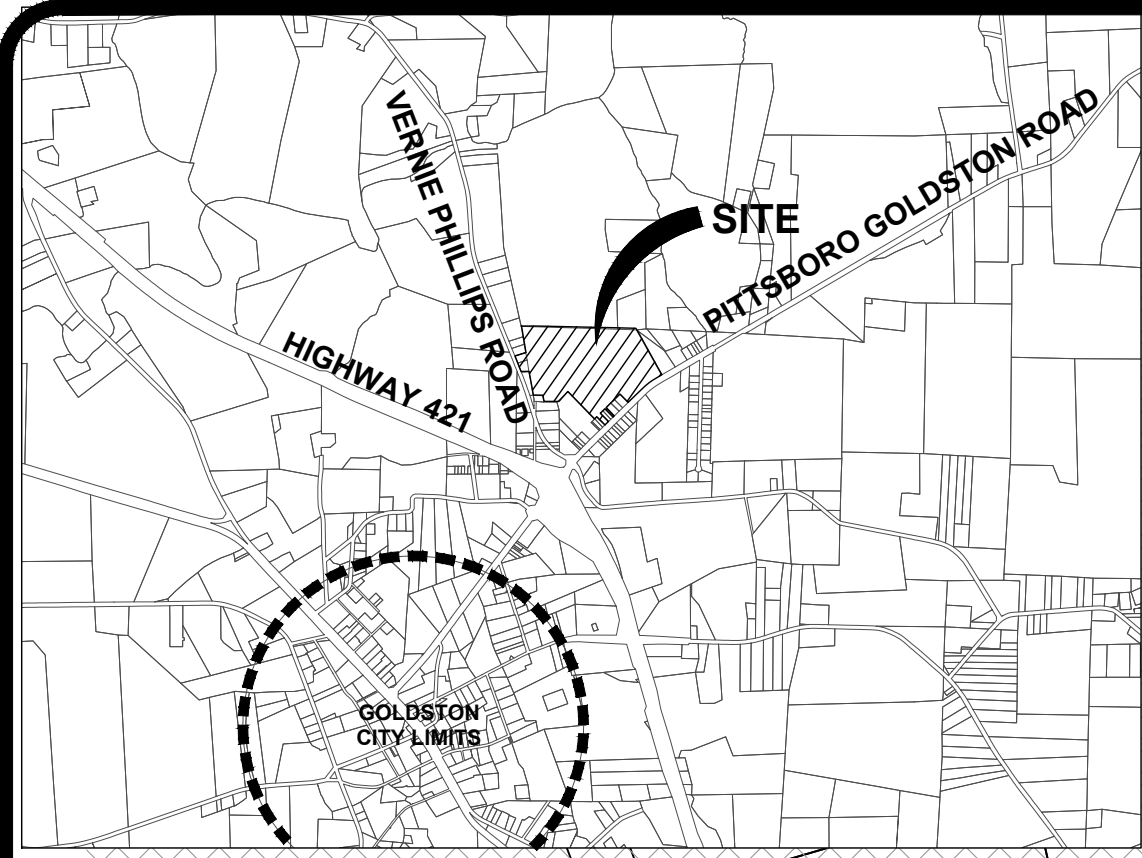 VERNIE PHILLIPS ROAD
PITTSBORO GOLDSTON ROAD
SITE
HIGHWAY 421
GOLDSTON
CITY LIMITS